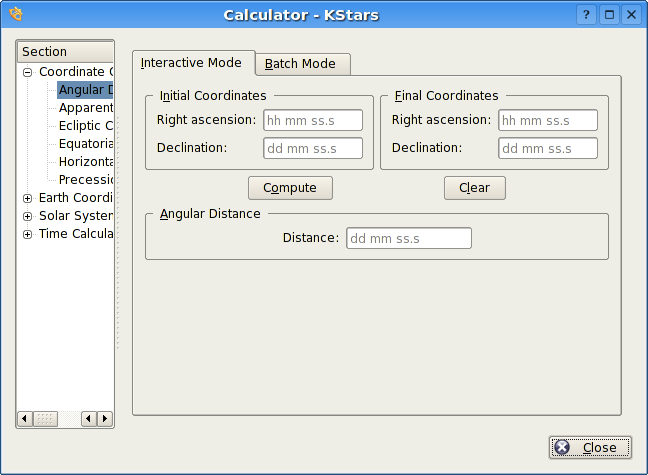 Calculator - KStars
?
Section
Coordinate C
Angular D
Apparent
Ecliptic C
Equatoria
Horizonta
Precessio
Earth Coordi
Solar System
Time Calcula
Interactive Mode
Batch Mode
Initial Coordinates
Right ascension: hh mm ss.s
Declination: dd mm ss.s
Final Coordinates
Right ascension: hh mm ss.s
Declination: dd mm ss.s
Compute
Clear
Angular Distance
Distance: dd mm ss.s
Close